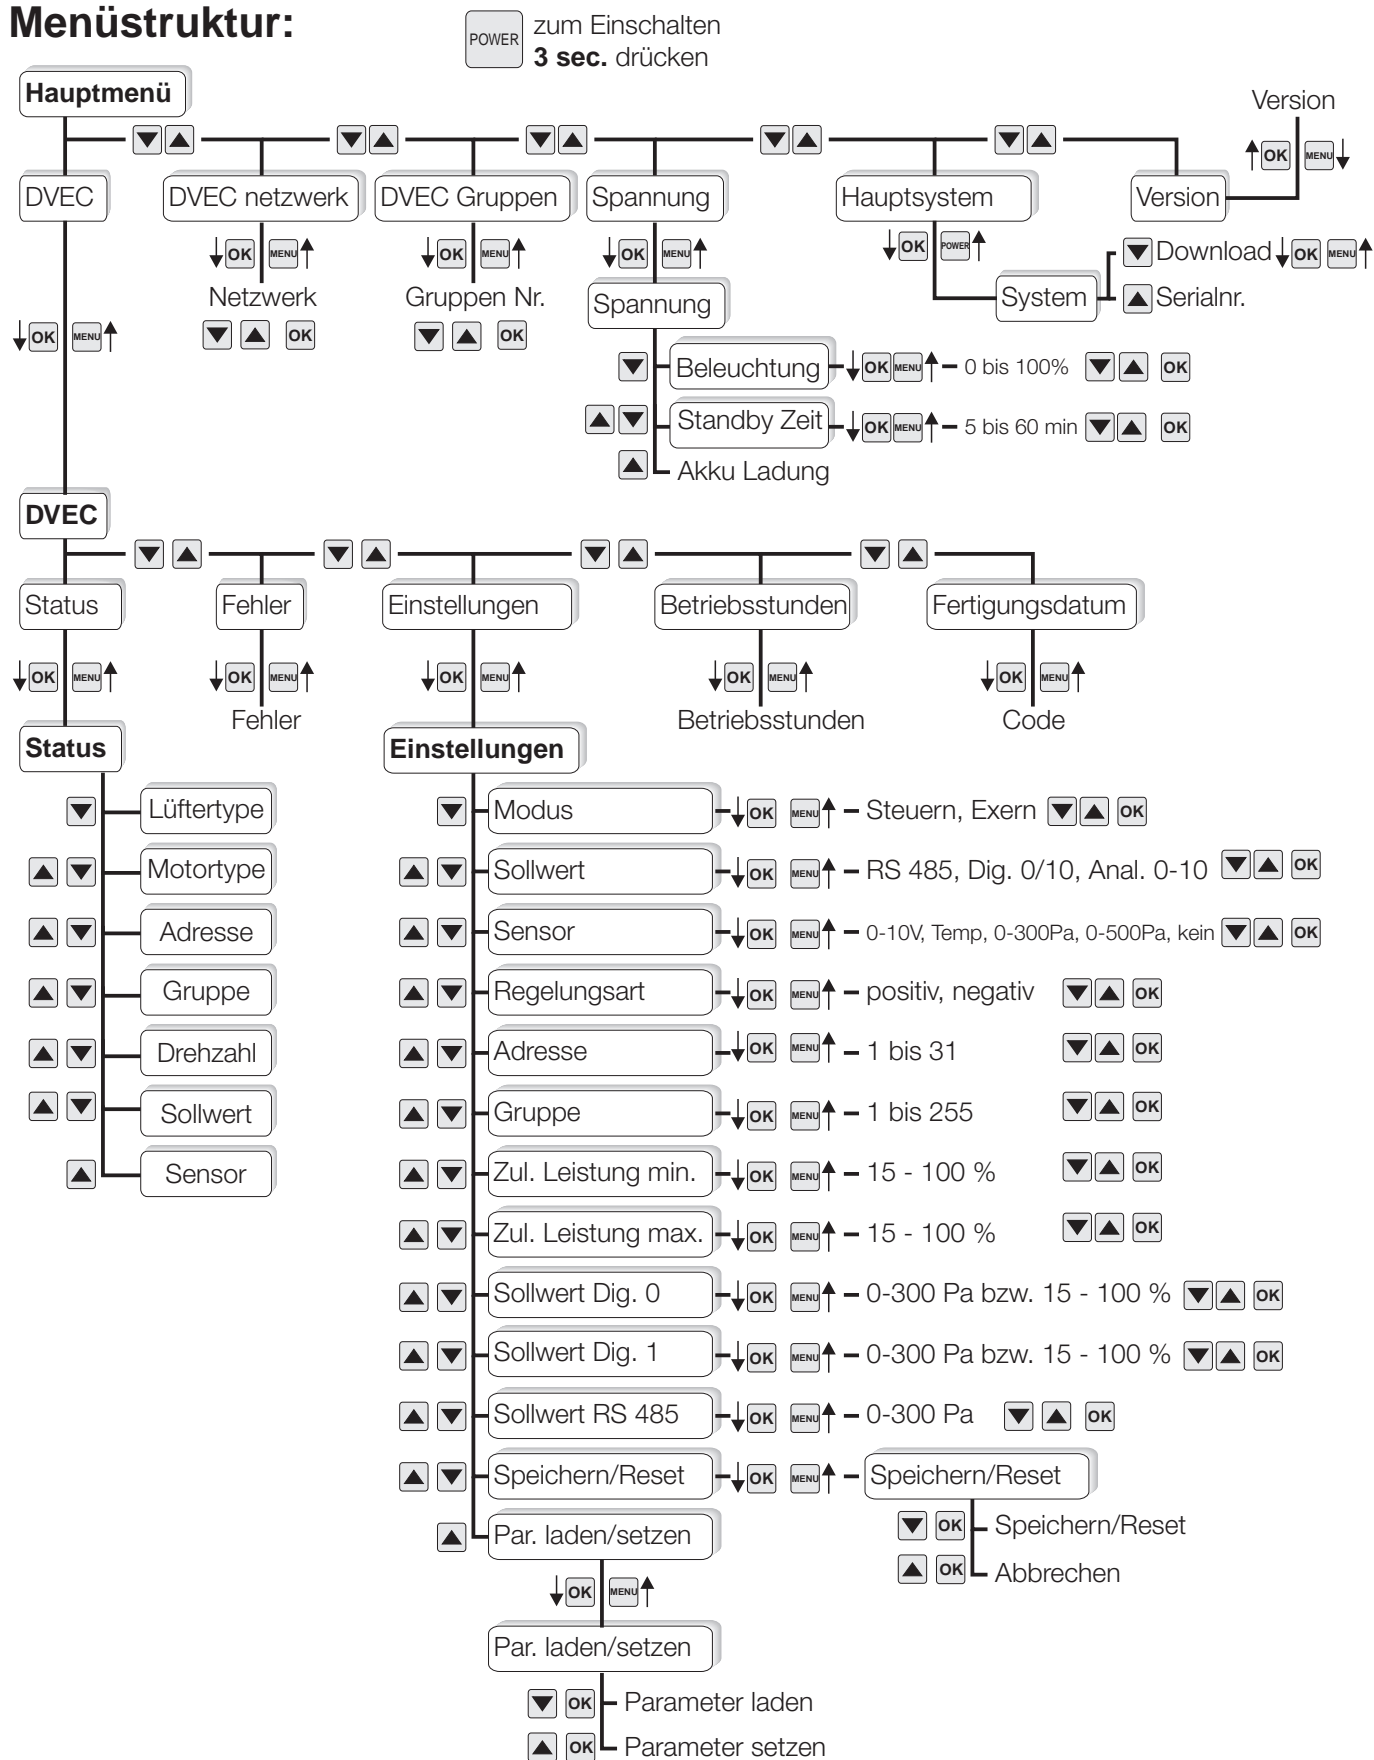 Menüstruktur:
POWER
zum Einschalten
3 sec. drücken
Hauptmenü
Version
OK MENU
DVEC
DVEC netzwerk
DVEC Gruppen
Spannung
Hauptsystem
Version
OK MENU
OK MENU
OK MENU
OK POWER
Download OK MENU
Netzwerk
Gruppen Nr.
Spannung
System
Serialnr.
OK MENU
OK
OK
Beleuchtung OK MENU 0 bis 100% OK
Standby Zeit OK MENU 5 bis 60 min OK
Akku Ladung
DVEC
Status
Fehler
Einstellungen
Betriebsstunden
Fertigungsdatum
OK MENU
OK MENU
OK MENU
OK MENU
OK MENU
Fehler
Betriebsstunden
Code
Status
Lüftertype
Motortype
Adresse
Gruppe
Drehzahl
Sollwert
Sensor
Einstellungen
Modus OK MENU Steuern, Exern OK
Sollwert OK MENU RS 485, Dig. 0/10, Anal. 0-10 OK
Sensor OK MENU 0-10V, Temp, 0-300Pa, 0-500Pa, kein OK
Regelungsart OK MENU positiv, negativ OK
Adresse OK MENU 1 bis 31 OK
Gruppe OK MENU 1 bis 255 OK
Zul. Leistung min. OK MENU 15 - 100 % OK
Zul. Leistung max. OK MENU 15 - 100 % OK
Sollwert Dig. 0 OK MENU 0-300 Pa bzw. 15 - 100 % OK
Sollwert Dig. 1 OK MENU 0-300 Pa bzw. 15 - 100 % OK
Sollwert RS 485 OK MENU 0-300 Pa OK
Speichern/Reset OK MENU Speichern/Reset
OK Speichern/Reset
OK Abbrechen
Par. laden/setzen
OK MENU
Par. laden/setzen
OK Parameter laden
OK Parameter setzen